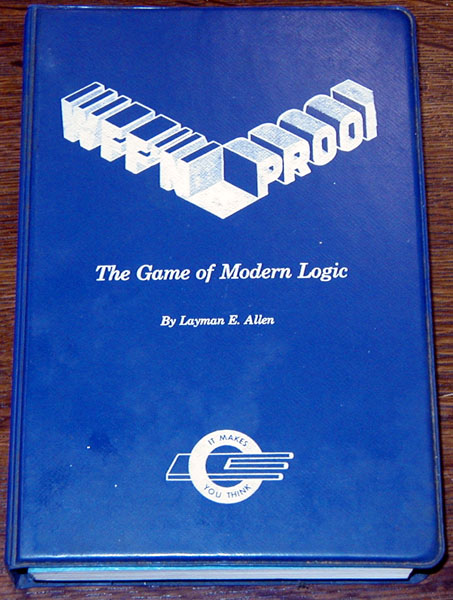 WFF'N PROOF
The Game of Modern Logic
By Layman E. Allen
IT MAKES
YOU THINK